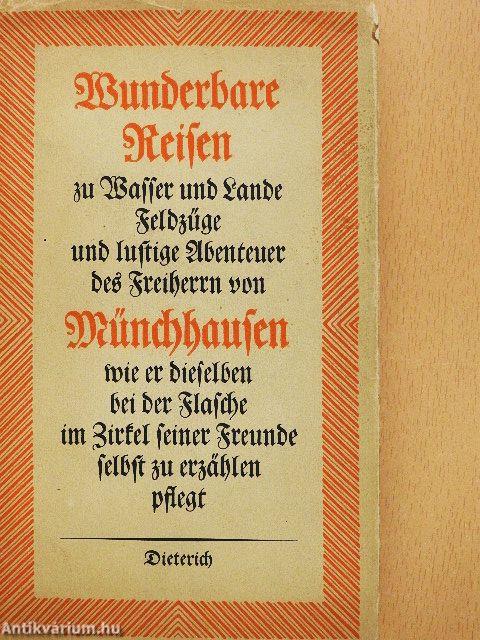 Wunderbare
Reisen
zu Wasser und Lande
Feldzüge
und lustige Abenteuer
des Freiherrn von
Münchhausen
wie er dieselben
bei der Flasche
im Zirkel seiner Freunde
selbst zu erzählen
pflegt
Dieterich
Antikvárium.hu